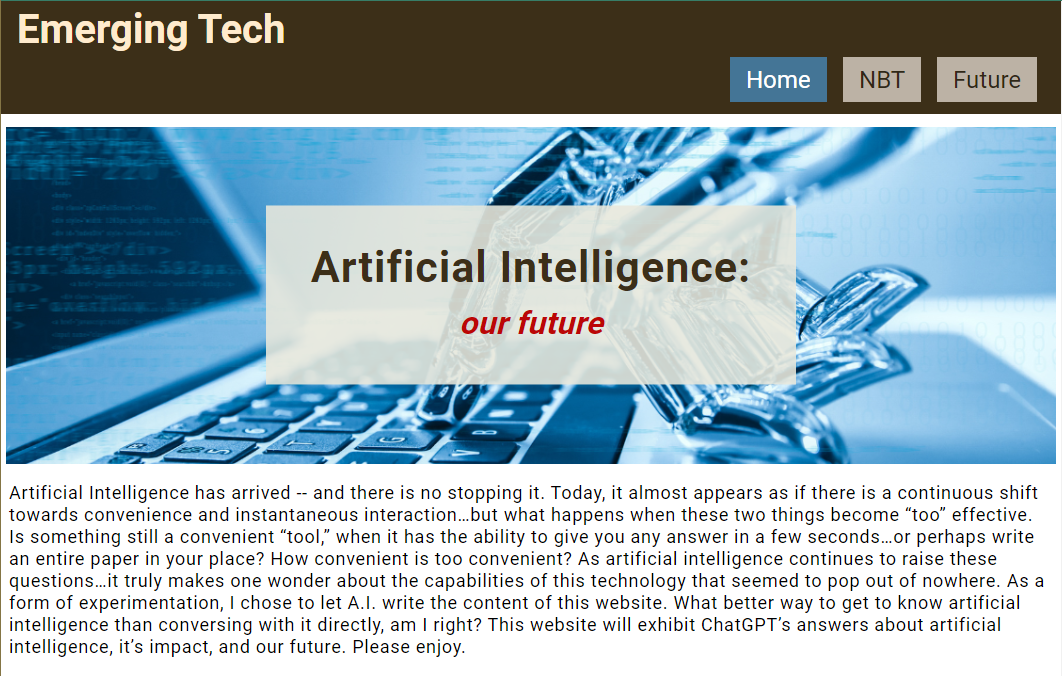 Emerging Tech
Home
NBT
Future
Artificial Intelligence:
our future
Artificial Intelligence has arrived -- and there is no stopping it. Today, it almost appears as if there is a continuous shift
towards convenience and instantaneous interaction…but what happens when these two things become “too” effective.
Is something still a convenient “tool,” when it has the ability to give you any answer in a few seconds…or perhaps write
an entire paper in your place? How convenient is too convenient? As artificial intelligence continues to raise these
questions…it truly makes one wonder about the capabilities of this technology that seemed to pop out of nowhere. As a
form of experimentation, I chose to let A.I. write the content of this website. What better way to get to know artificial
intelligence than conversing with it directly, am I right? This website will exhibit ChatGPT’s answers about artificial
intelligence, it’s impact, and our future. Please enjoy.